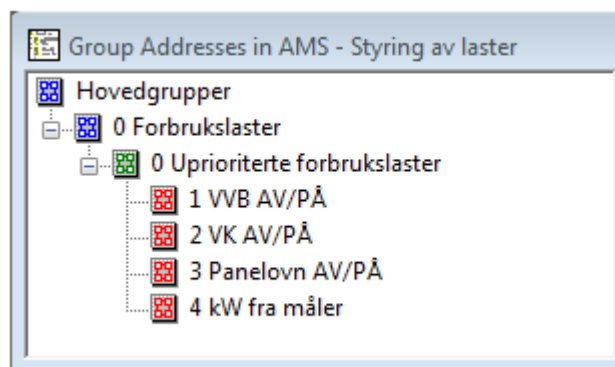 Group Addresses in AMS - Styring av laster
Hovedgrupper
0 Forbrukslaster
0 Uprioriterte forbrukslaster
1 VVB AV/PÅ
2 VK AV/PÅ
3 Panelovn AV/PÅ
4 kW fra måler